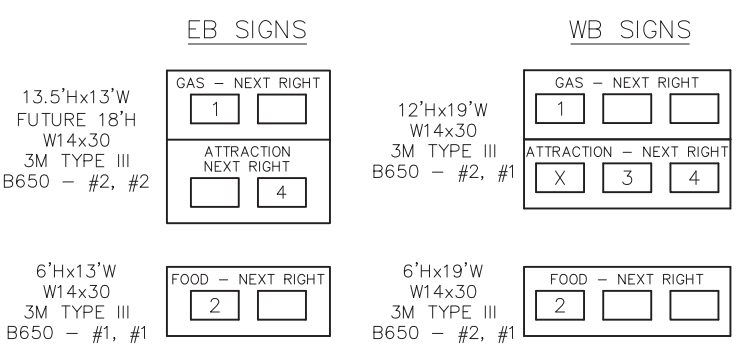 EB SIGNS
13.5'Hx13'W
FUTURE 18'H
W14x30
3M TYPE III
B650 – #2, #2
GAS – NEXT RIGHT
1
ATTRACTION
NEXT RIGHT
4
6'Hx13'W
W14x30
3M TYPE III
B650 – #1, #1
FOOD – NEXT RIGHT
2
WB SIGNS
12'Hx19'W
W14x30
3M TYPE III
B650 – #2, #1
GAS – NEXT RIGHT
1
ATTRACTION – NEXT RIGHT
X 3 4
6'Hx19'W
W14x30
3M TYPE III
B650 – #2, #1
FOOD – NEXT RIGHT
2